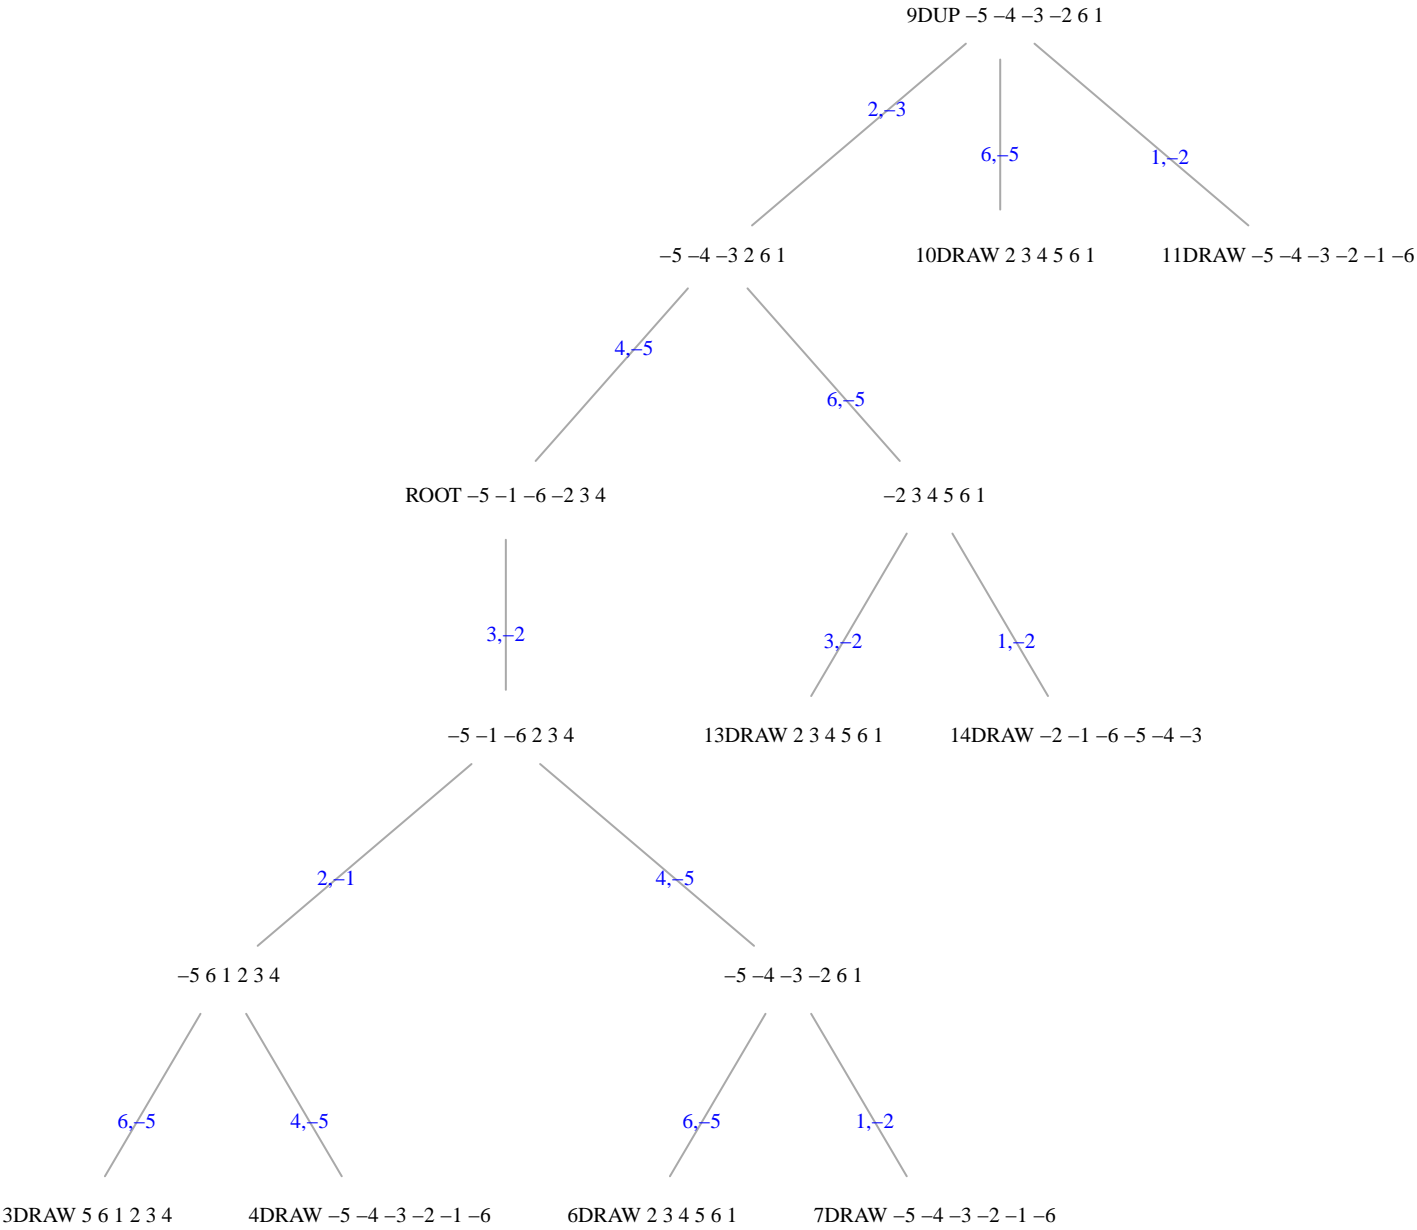 9DUP –5 –4 –3 –2 6 1
2,–3
6,–5
1,–2
–5 –4 –3 2 6 1
10DRAW 2 3 4 5 6 1
11DRAW –5 –4 –3 –2 –1 –6
4,–5
6,–5
ROOT –5 –1 –6 –2 3 4
–2 3 4 5 6 1
3,–2
3,–2
1,–2
–5 –1 –6 2 3 4
13DRAW 2 3 4 5 6 1
14DRAW –2 –1 –6 –5 –4 –3
2,–1
4,–5
–5 6 1 2 3 4
–5 –4 –3 –2 6 1
6,–5
4,–5
6,–5
1,–2
3DRAW 5 6 1 2 3 4
4DRAW –5 –4 –3 –2 –1 –6
6DRAW 2 3 4 5 6 1
7DRAW –5 –4 –3 –2 –1 –6